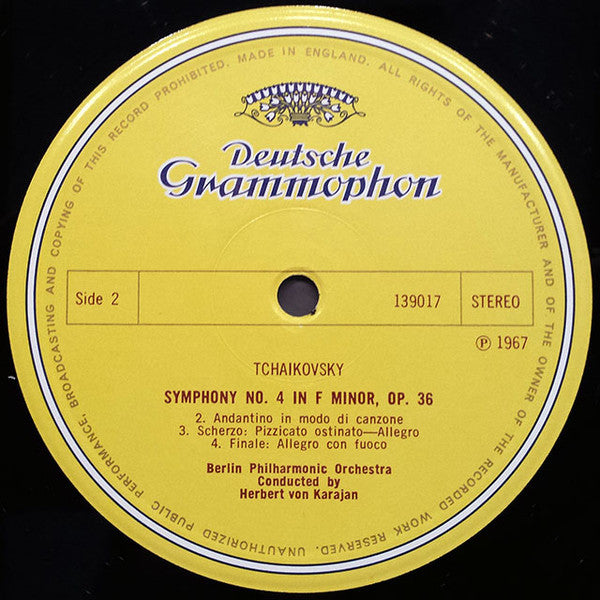 MADE IN ENGLAND. ALL RIGHTS OF THE MANUFACTURER AND OF THE OWNER OF THE RECORDED WORK RESERVED. UNAUTHORIZED PUBLIC PERFORMANCE, BROADCASTING AND COPYING OF THIS RECORD PROHIBITED.
Deutsche
Grammophon
Side 2 139017 STEREO
℗ 1967
TCHAIKOVSKY
SYMPHONY NO. 4 IN F MINOR, OP. 36
2. Andantino in modo di canzone
3. Scherzo: Pizzicato ostinato—Allegro
4. Finale: Allegro con fuoco
Berlin Philharmonic Orchestra
Conducted by
Herbert von Karajan